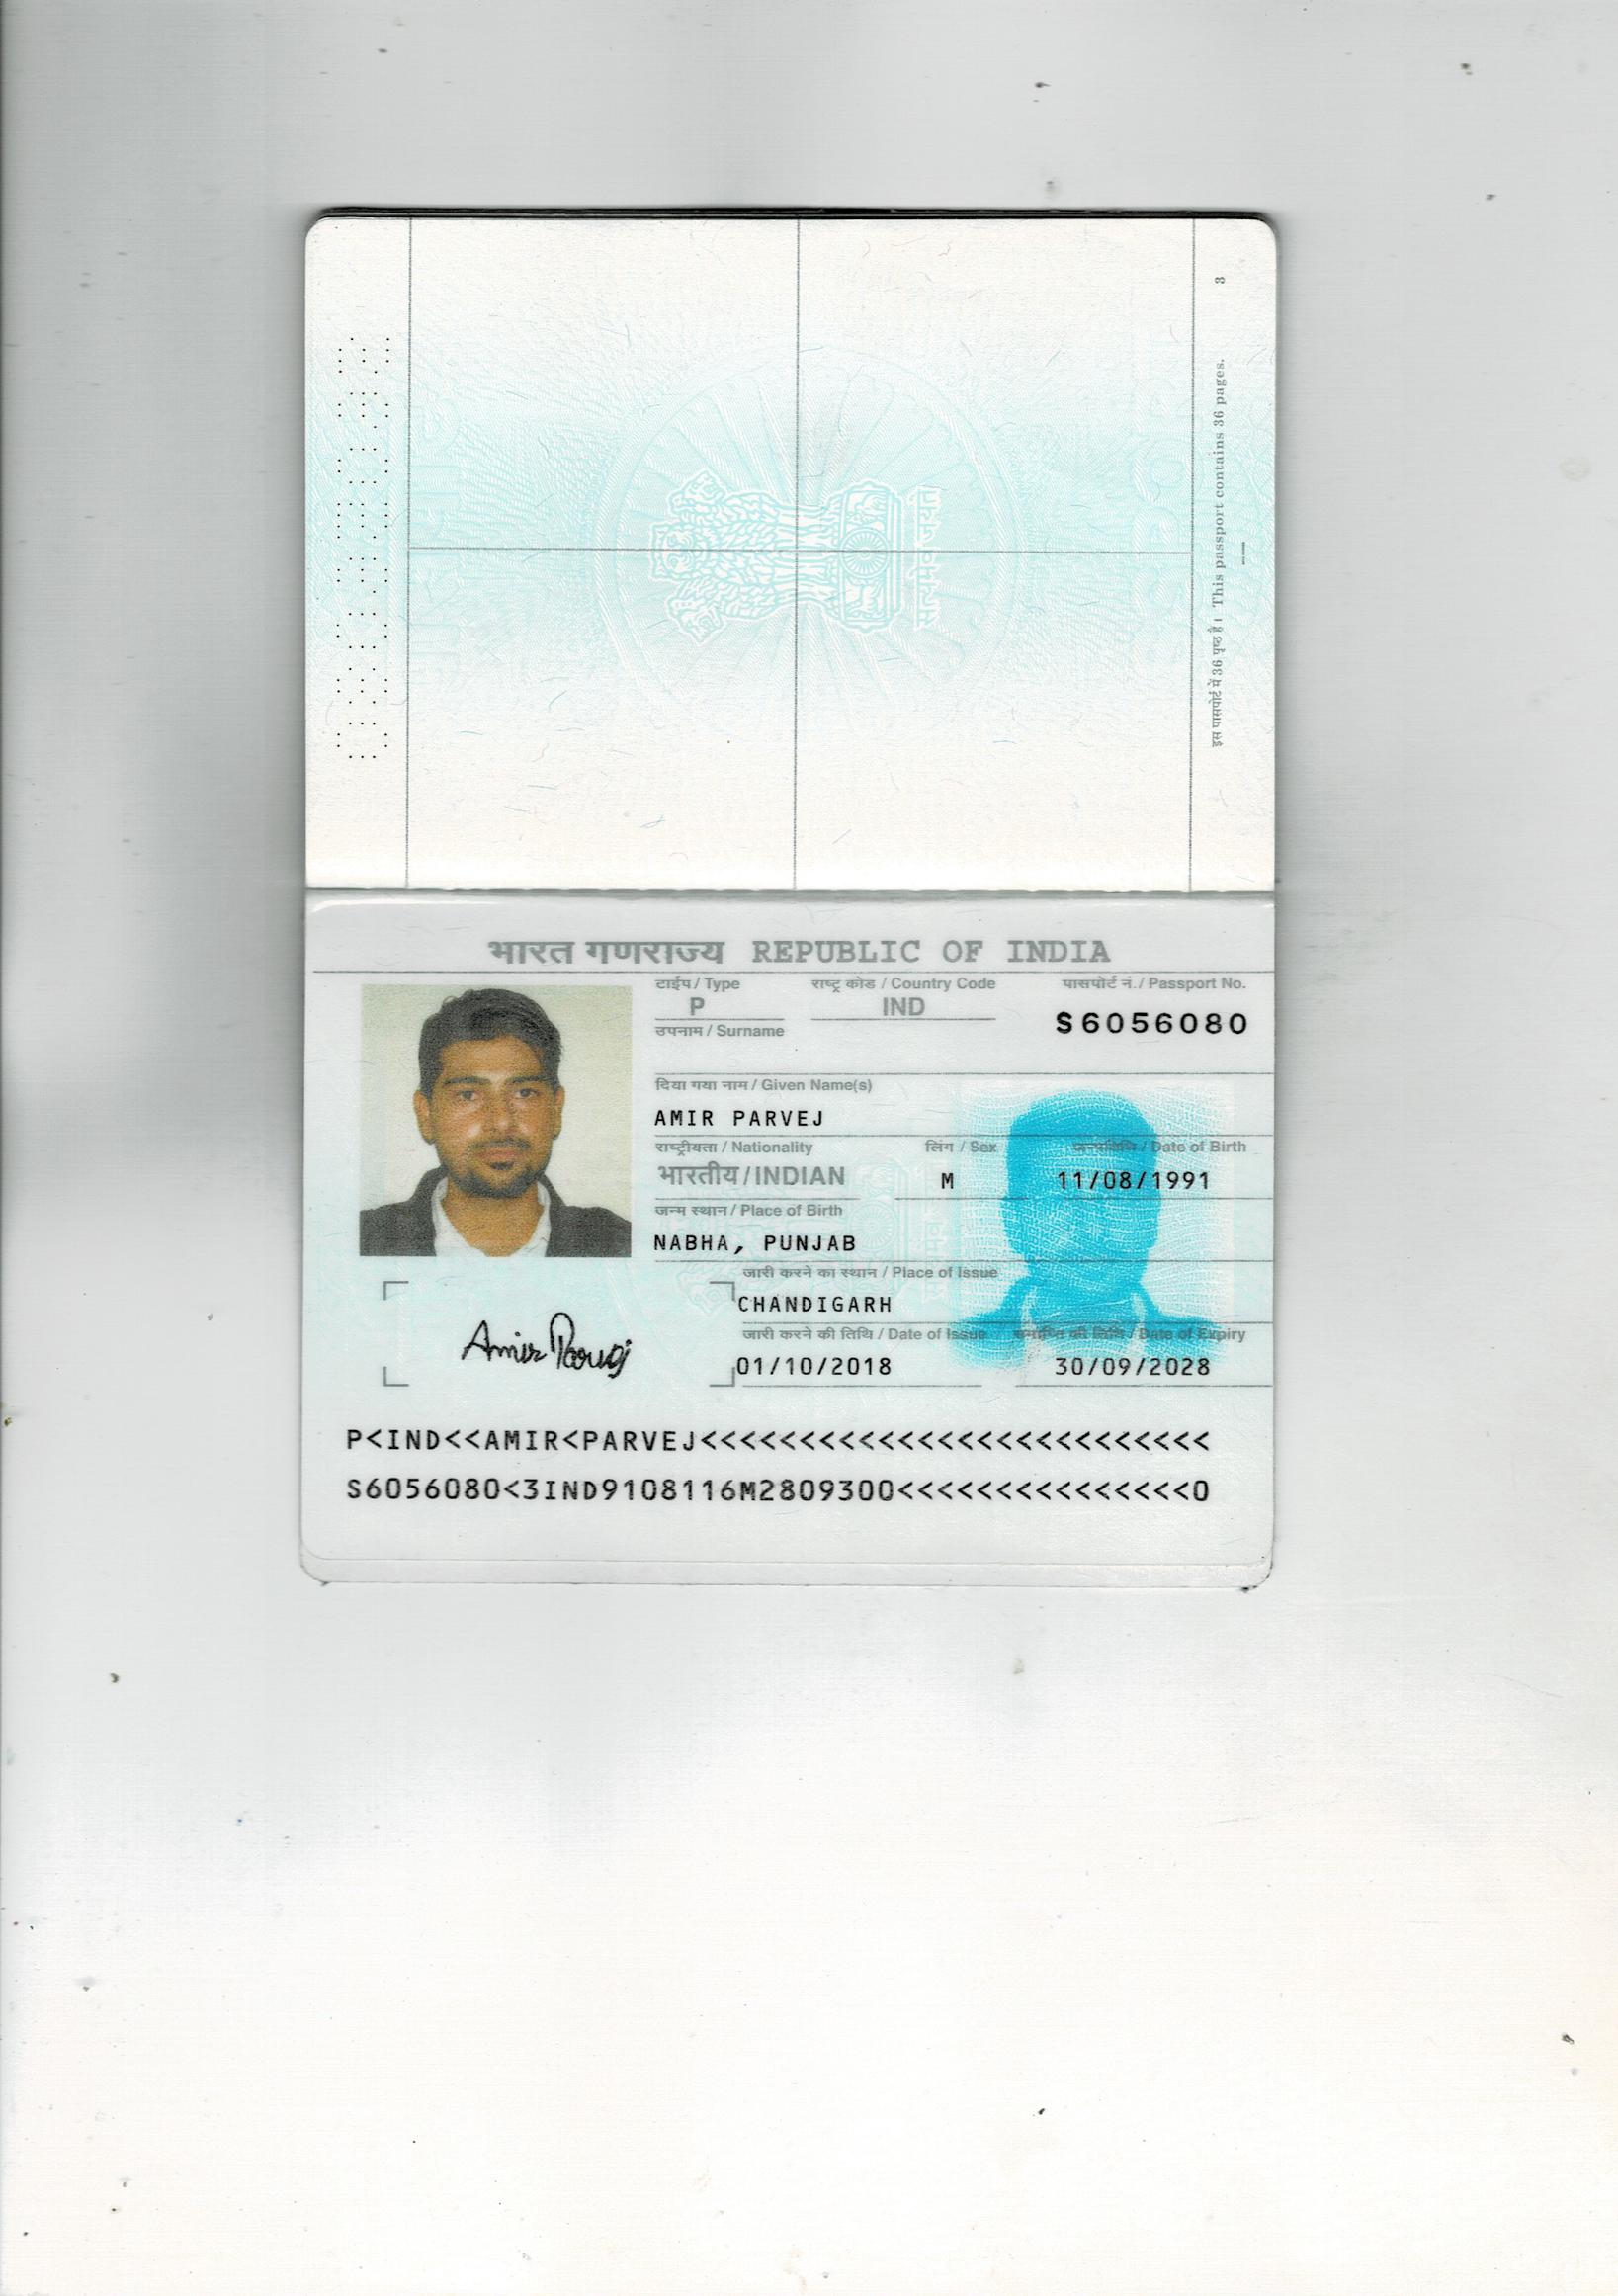 3
इस पासपोर्ट में 36 पृष्ठ हैं। This passport contains 36 pages.
भारत गणराज्य REPUBLIC OF INDIA
टाईप / Type राष्ट्र कोड / Country Code पासपोर्ट नं. / Passport No.
P IND S6056080
उपनाम / Surname
दिया गया नाम / Given Name(s)
AMIR PARVEJ
राष्ट्रीयता / Nationality लिंग / Sex जन्मतिथि / Date of Birth
भारतीय / INDIAN M 11/08/1991
जन्म स्थान / Place of Birth
NABHA, PUNJAB
जारी करने का स्थान / Place of Issue
CHANDIGARH
जारी करने की तिथि / Date of Issue समाप्ति की तिथि / Date of Expiry
01/10/2018 30/09/2028
Amir Parvej
P<IND<<AMIR<PARVEJ<<<<<<<<<<<<<<<<<<<<<<<<<<
S6056080<3IND9108116M2809300<<<<<<<<<<<<<<<0